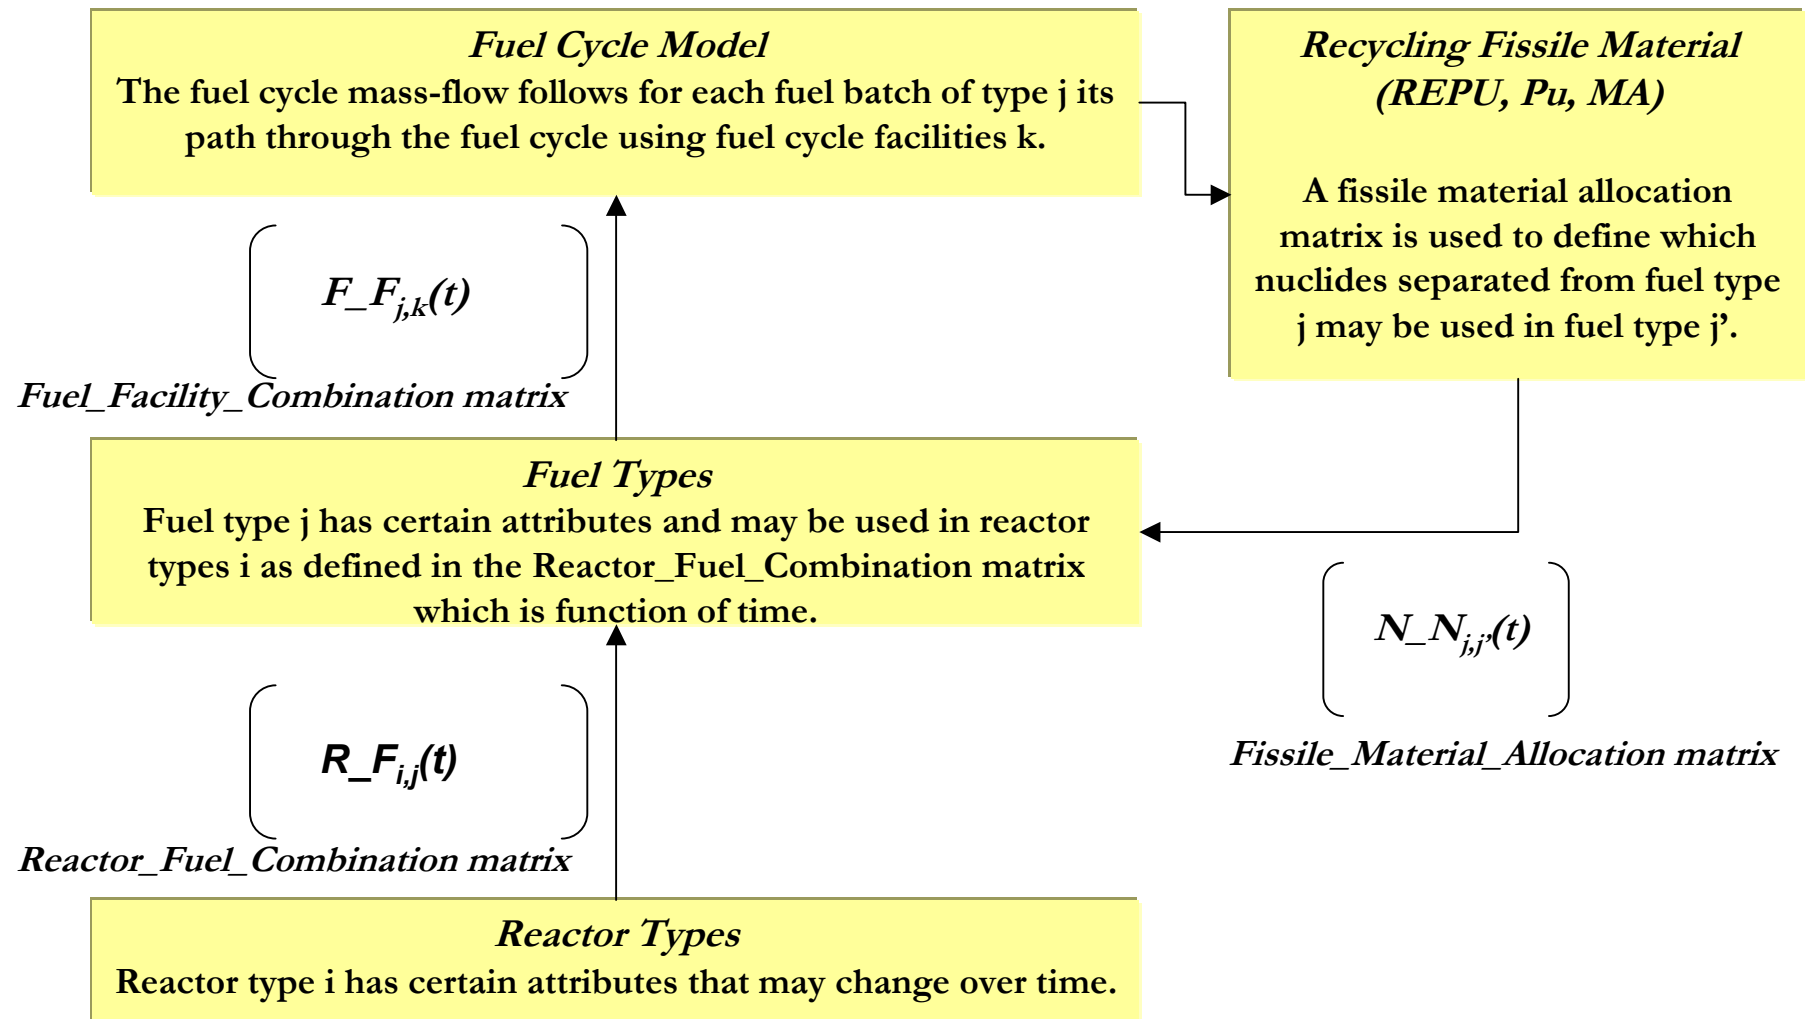 Fuel Cycle Model
The fuel cycle mass-flow follows for each fuel batch of type j its
path through the fuel cycle using fuel cycle facilities k.
Recycling Fissile Material
(REPU, Pu, MA)
A fissile material allocation
matrix is used to define which
nuclides separated from fuel type
j may be used in fuel type j’.
F_Fj,k(t)
Fuel_Facility_Combination matrix
Fuel Types
Fuel type j has certain attributes and may be used in reactor
types i as defined in the Reactor_Fuel_Combination matrix
which is function of time.
N_Nj,j’(t)
Fissile_Material_Allocation matrix
R_Fi,j(t)
Reactor_Fuel_Combination matrix
Reactor Types
Reactor type i has certain attributes that may change over time.